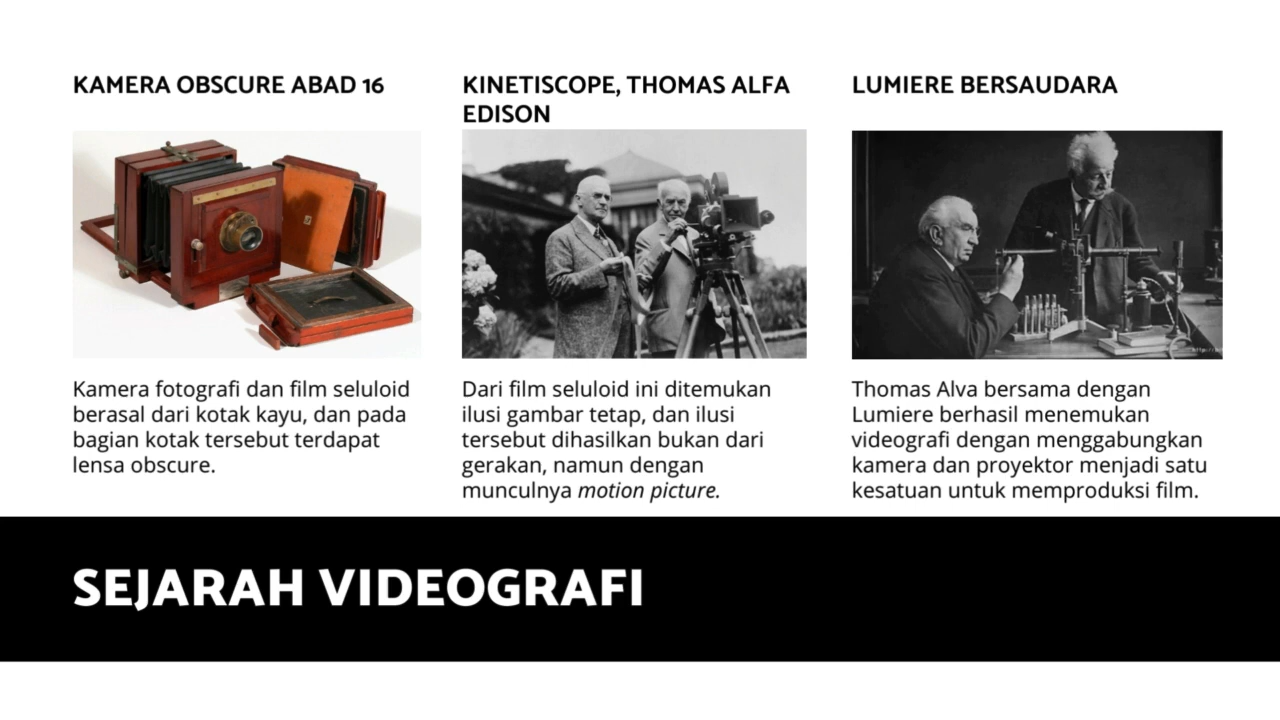 KAMERA OBSCURE ABAD 16
Kamera fotografi dan film seluloid
berasal dari kotak kayu, dan pada
bagian kotak tersebut terdapat
lensa obscure.
KINETISCOPE, THOMAS ALFA
EDISON
Dari film seluloid ini ditemukan
ilusi gambar tetap, dan ilusi
tersebut dihasilkan bukan dari
gerakan, namun dengan
munculnya motion picture.
LUMIERE BERSAUDARA
Thomas Alva bersama dengan
Lumiere berhasil menemukan
videografi dengan menggabungkan
kamera dan proyektor menjadi satu
kesatuan untuk memproduksi film.
SEJARAH VIDEOGRAFI